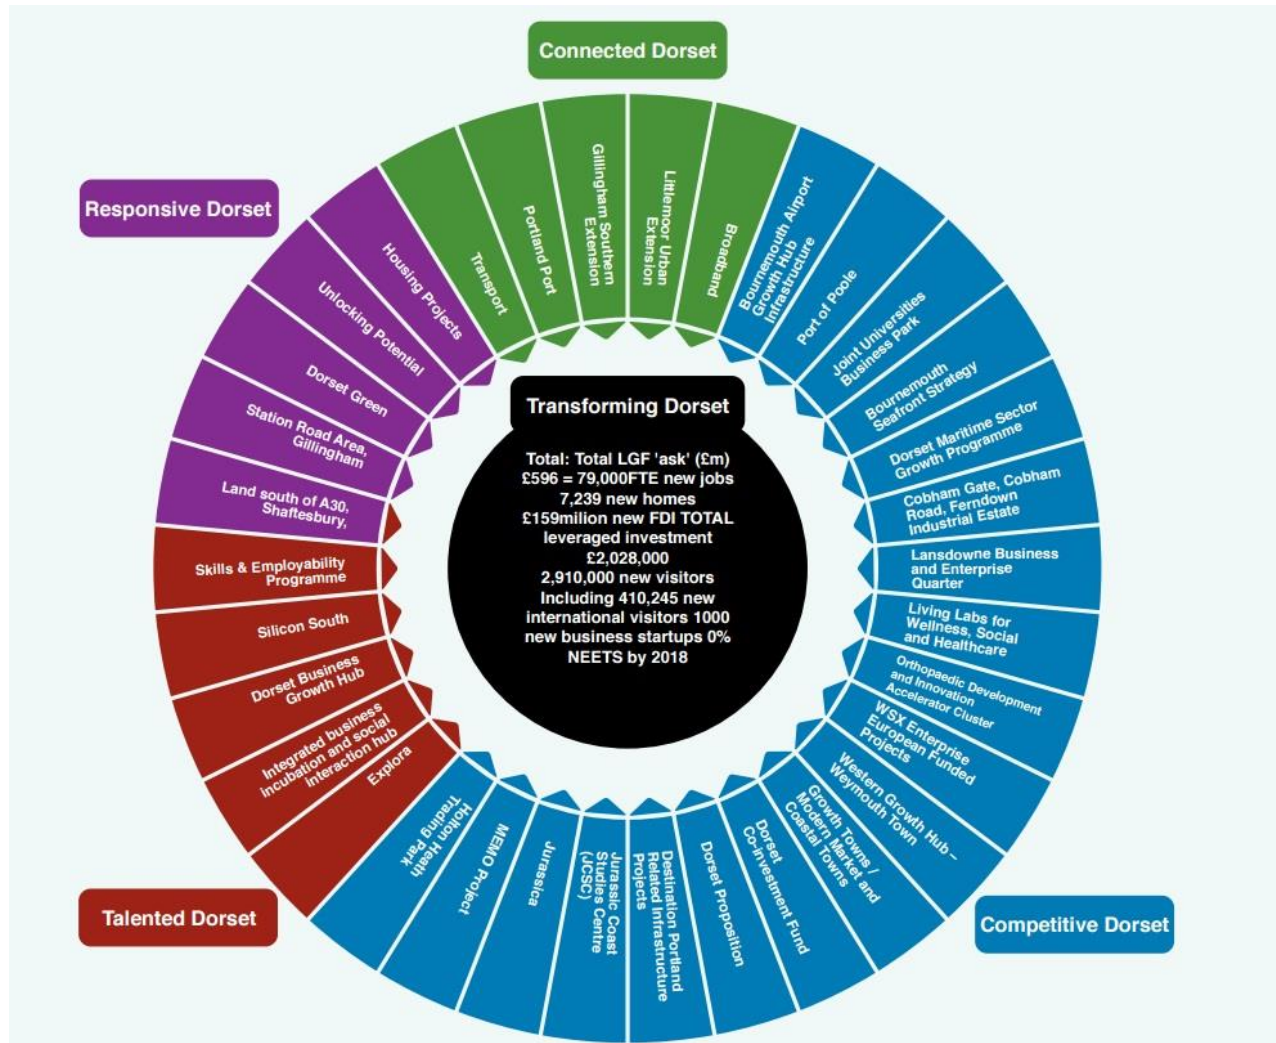 Connected Dorset
Responsive Dorset
Transport
Portland Port
Gillingham Southern
Extension
Littlemoor Urban
Extension
Broadband
Bournemouth Airport
Growth Hub
Infrastructure
Port of Poole
Joint Universities
Business Park
Bournemouth
Seafront Strategy
Dorset Maritime Sector
Growth Programme
Cobham Gate, Cobham
Road, Ferndown
Industrial Estate
Lansdowne Business
and Enterprise
Quarter
Living Labs for
Wellness, Social
and Healthcare
Orthopaedic Development
and Innovation
Accelerator Cluster
WSX Enterprise
European Funded
Projects
Western Growth Hub –
Weymouth Town
Growth Towns /
Modern Market and
Coastal Towns
Dorset
Co-investment Fund
Dorset Proposition
Destination Portland
Related Infrastructure
Projects
Jurassic Coast
Studies Centre
(JCSC)
Jurassica
MEMO Project
Holton Heath
Trading Park
Explora
Integrated business
incubation and social
interaction hub
Dorset Business
Growth Hub
Silicon South
Skills & Employability
Programme
Land south of A30,
Shaftesbury,
Station Road Area,
Gillingham
Dorset Green
Unlocking Potential
Housing Projects
Transforming Dorset
Total: Total LGF 'ask' (£m)
£596 = 79,000FTE new jobs
7,239 new homes
£159milion new FDI TOTAL
leveraged investment
£2,028,000
2,910,000 new visitors
Including 410,245 new
international visitors 1000
new business startups 0%
NEETS by 2018
Talented Dorset
Competitive Dorset